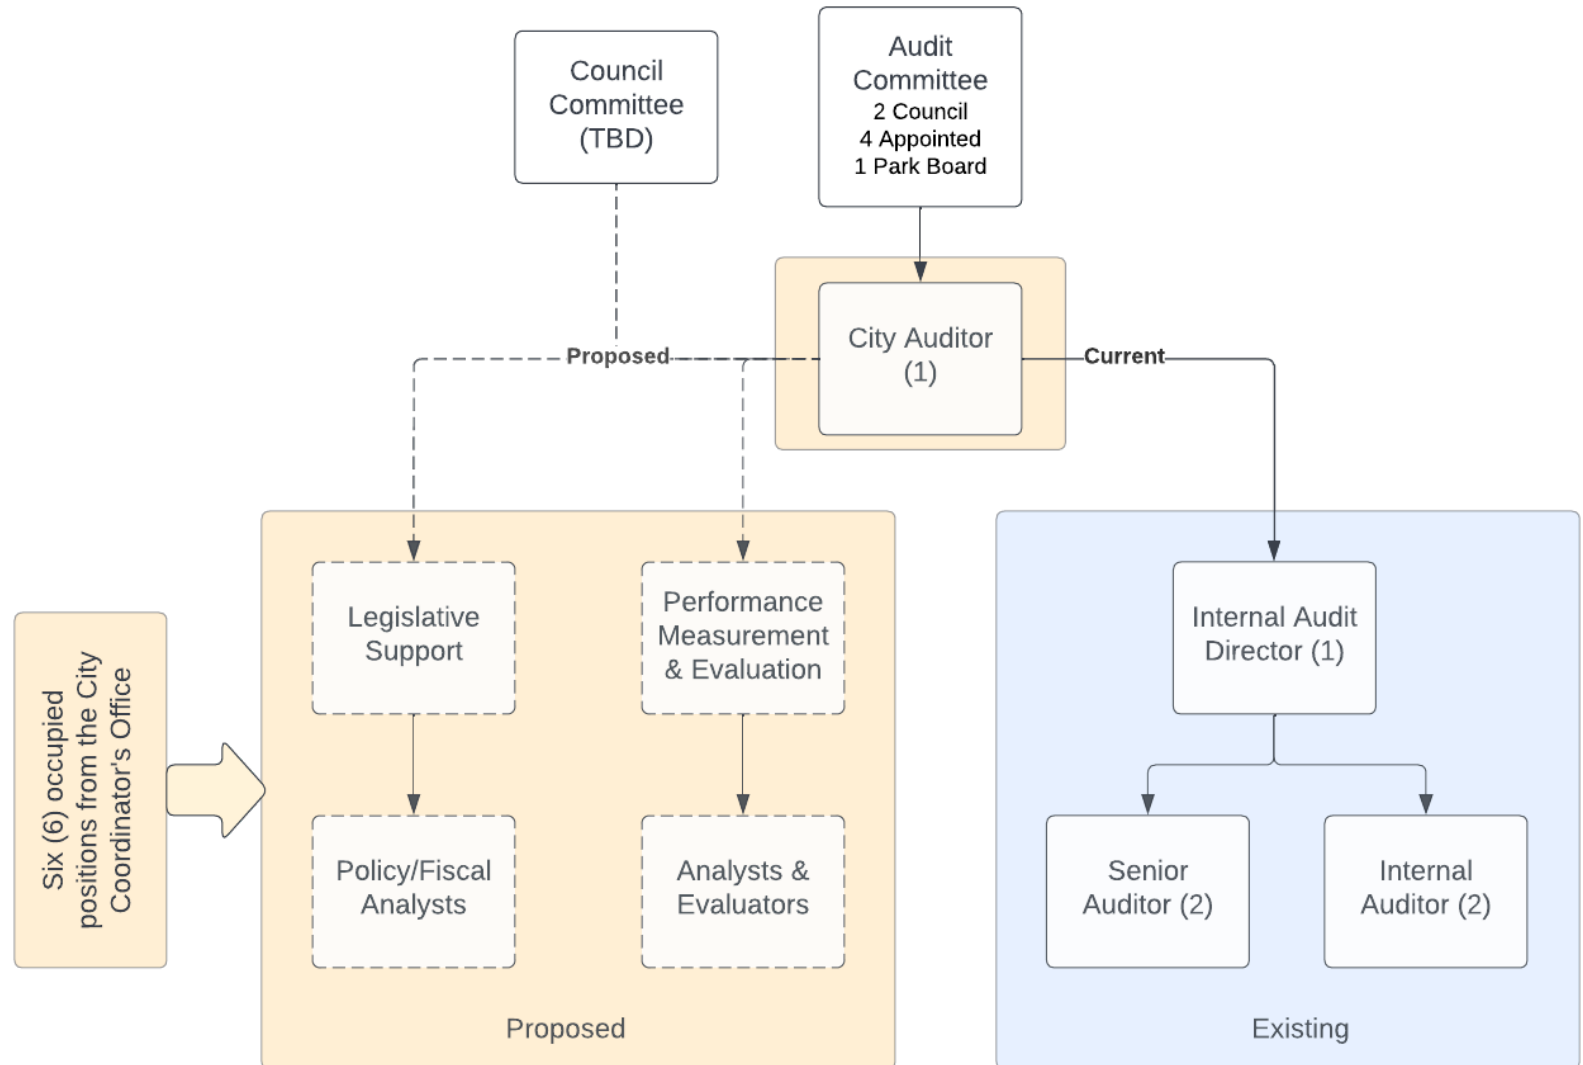 Council
Committee
(TBD)
Audit
Committee
2 Council
4 Appointed
1 Park Board
City Auditor
(1)
Proposed
Current
Legislative
Support
Performance
Measurement
& Evaluation
Internal Audit
Director (1)
Six (6) occupied
positions from the City
Coordinator's Office
Policy/Fiscal
Analysts
Analysts &
Evaluators
Senior
Auditor (2)
Internal
Auditor (2)
Proposed
Existing